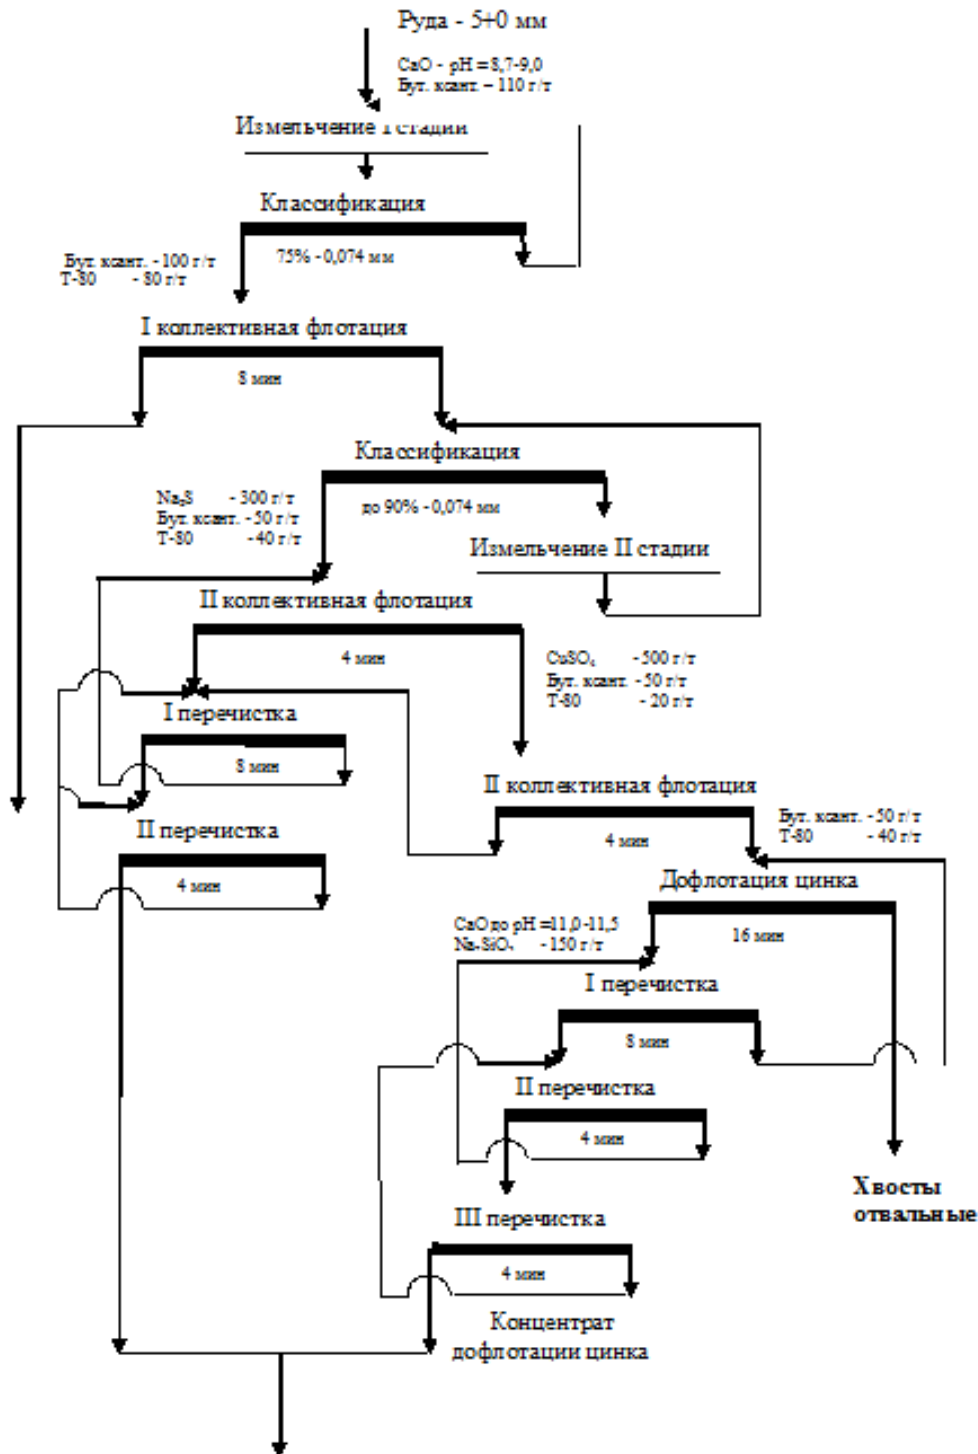 Руда - 5+0 мм
CaO - pH = 8,7-9,0
Бут. ксант. – 110 г/т
Измельчение I стадии
Классификация
75% - 0,074 мм
Бут. ксант. - 100 г/т
Т-80 - 80 г/т
I коллективная флотация
8 мин
Классификация
до 90% - 0,074 мм
Na₂S - 300 г/т
Бут. ксант. - 50 г/т
Т-80 - 40 г/т
Измельчение II стадии
II коллективная флотация
4 мин
CuSO₄ - 500 г/т
Бут. ксант. - 50 г/т
Т-80 - 20 г/т
I перечистка
8 мин
II коллективная флотация
4 мин
Бут. ксант. - 50 г/т
Т-80 - 40 г/т
II перечистка
4 мин
Дофлотация цинка
16 мин
CaO до pH =11,0-11,5
Na₂SiO₃ - 150 г/т
I перечистка
8 мин
II перечистка
4 мин
Хвосты
отвальные
III перечистка
4 мин
Концентрат
дофлотации цинка